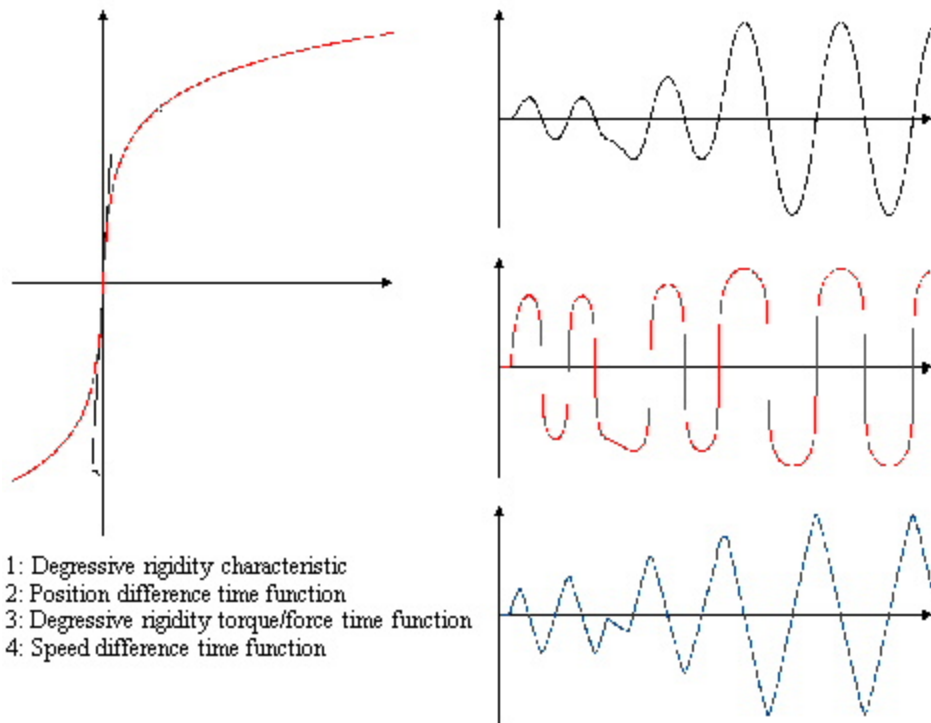 1: Degressive rigidity characteristic
2: Position difference time function
3: Degressive rigidity torque/force time function
4: Speed difference time function